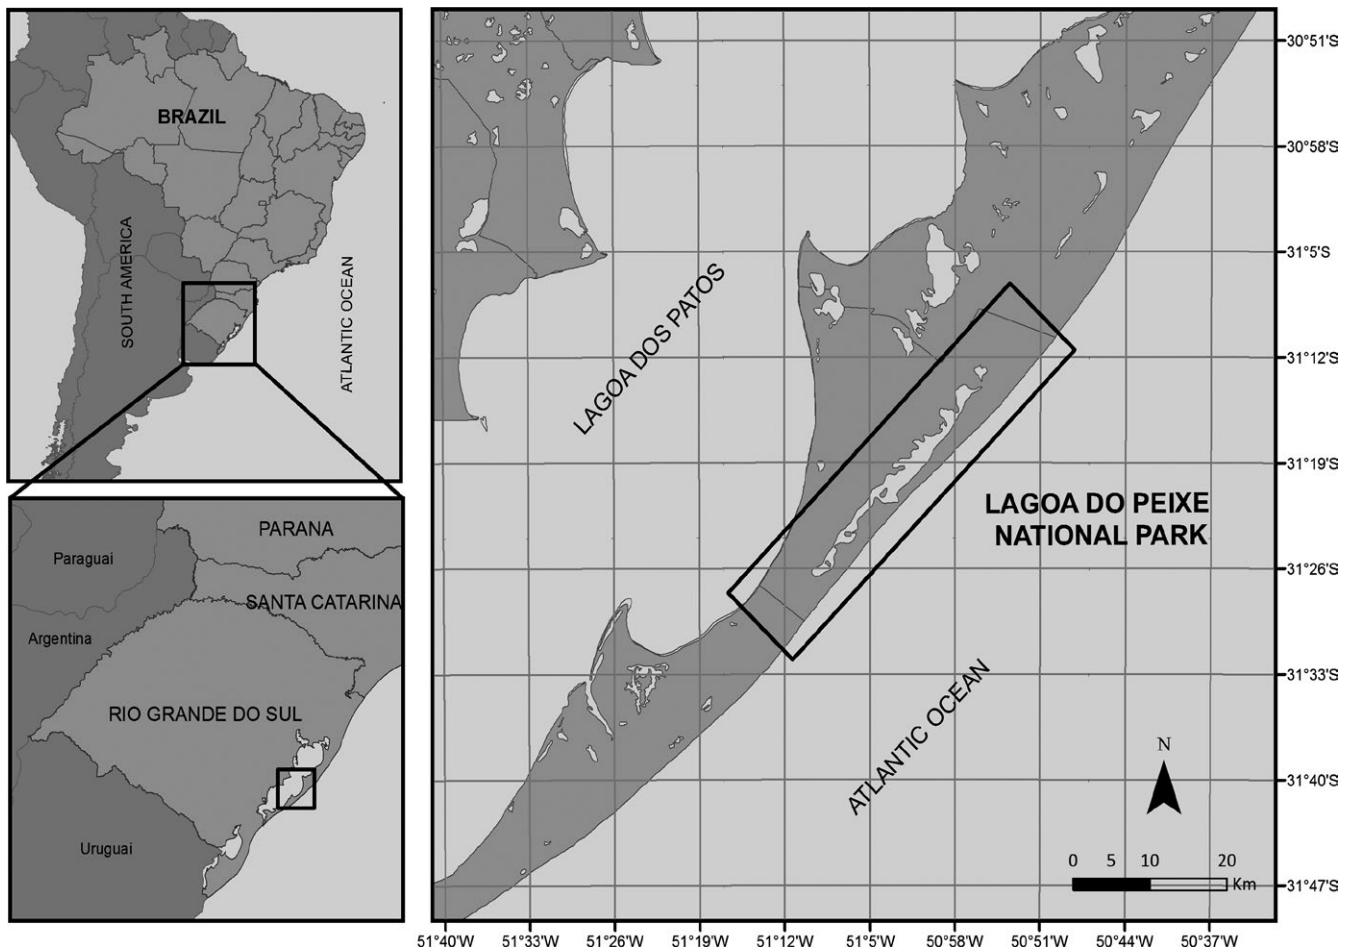 BRAZIL
SOUTH AMERICA
ATLANTIC OCEAN
PARANA
Paraguai
SANTA CATARINA
Argentina
RIO GRANDE DO SUL
Uruguai
LAGOA DOS PATOS
LAGOA DO PEIXE
NATIONAL PARK
ATLANTIC OCEAN
N
0 5 10 20
Km
30°51'S
30°58'S
31°5'S
31°12'S
31°19'S
31°26'S
31°33'S
31°40'S
31°47'S
51°40'W 51°33'W 51°26'W 51°19'W 51°12'W 51°5'W 50°58'W 50°51'W 50°44'W 50°37'W